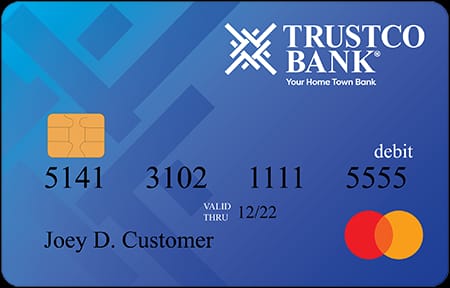 TRUSTCO
BANK®
Your Home Town Bank
debit
5141 3102 1111 5555
VALID
THRU 12/22
Joey D. Customer